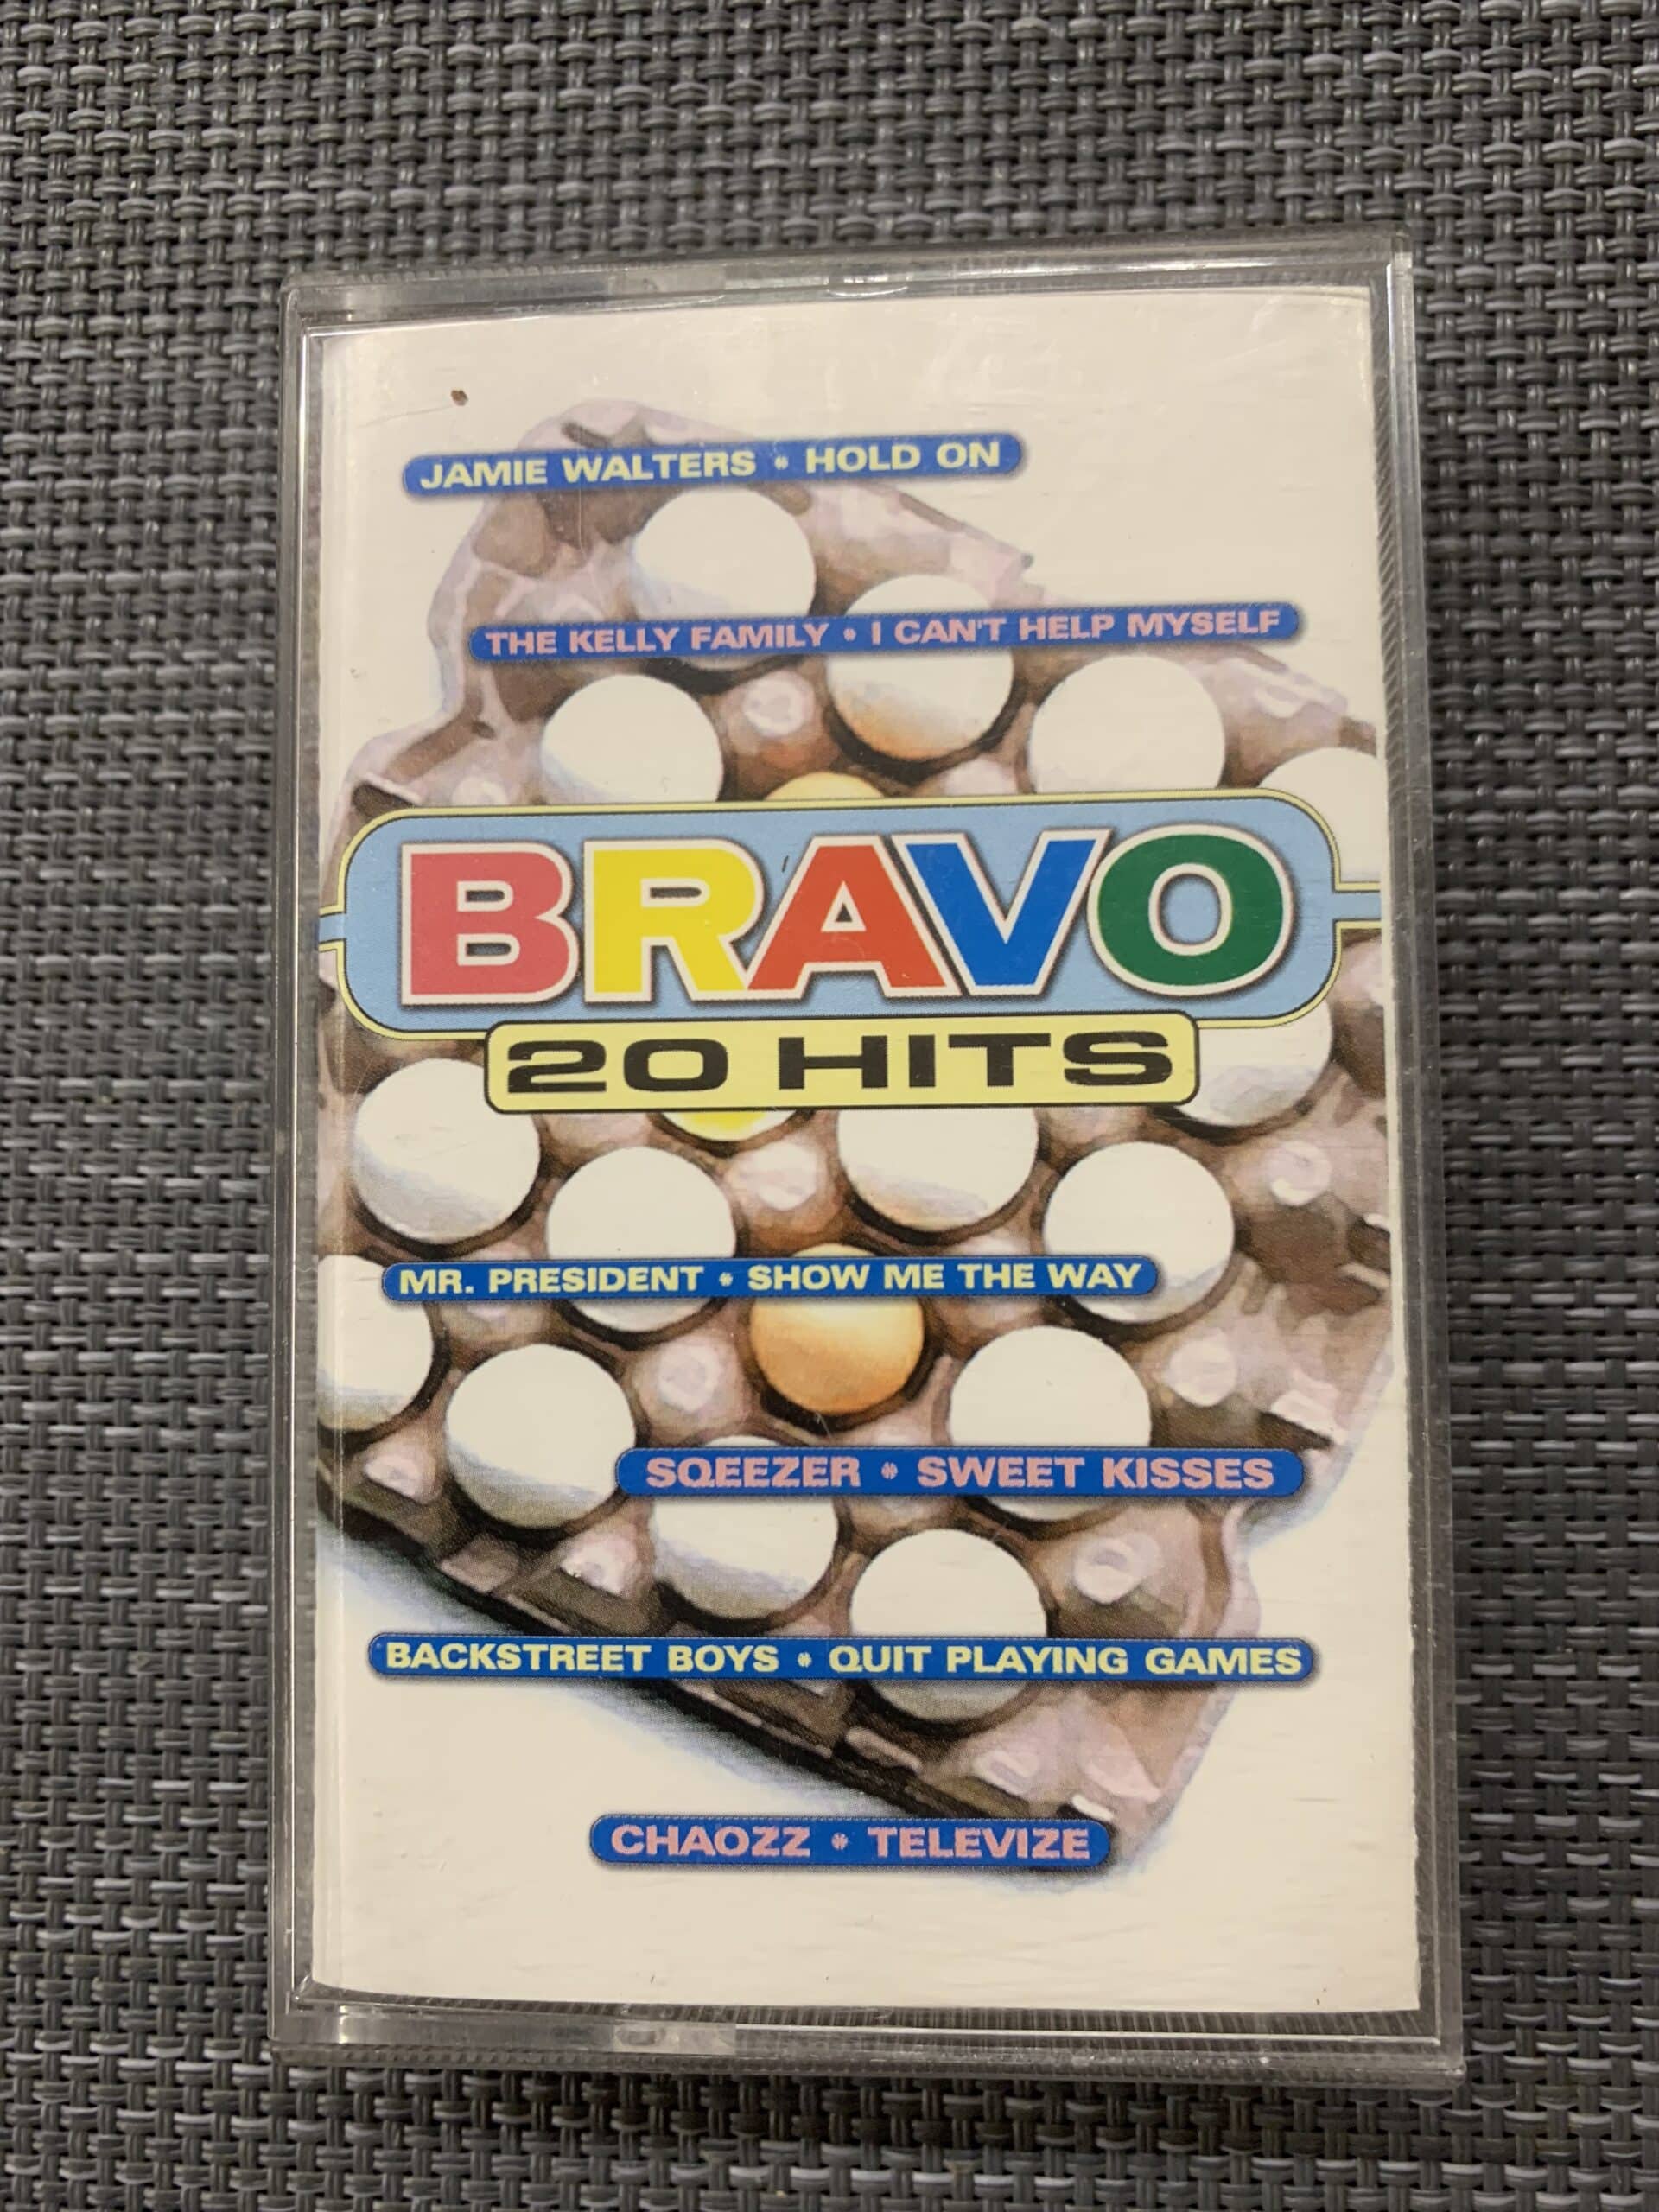 JAMIE WALTERS * HOLD ON
THE KELLY FAMILY * I CAN'T HELP MYSELF
BRAVO
20 HITS
MR. PRESIDENT * SHOW ME THE WAY
SQEEZER * SWEET KISSES
BACKSTREET BOYS * QUIT PLAYING GAMES
CHAOZZ * TELEVIZE